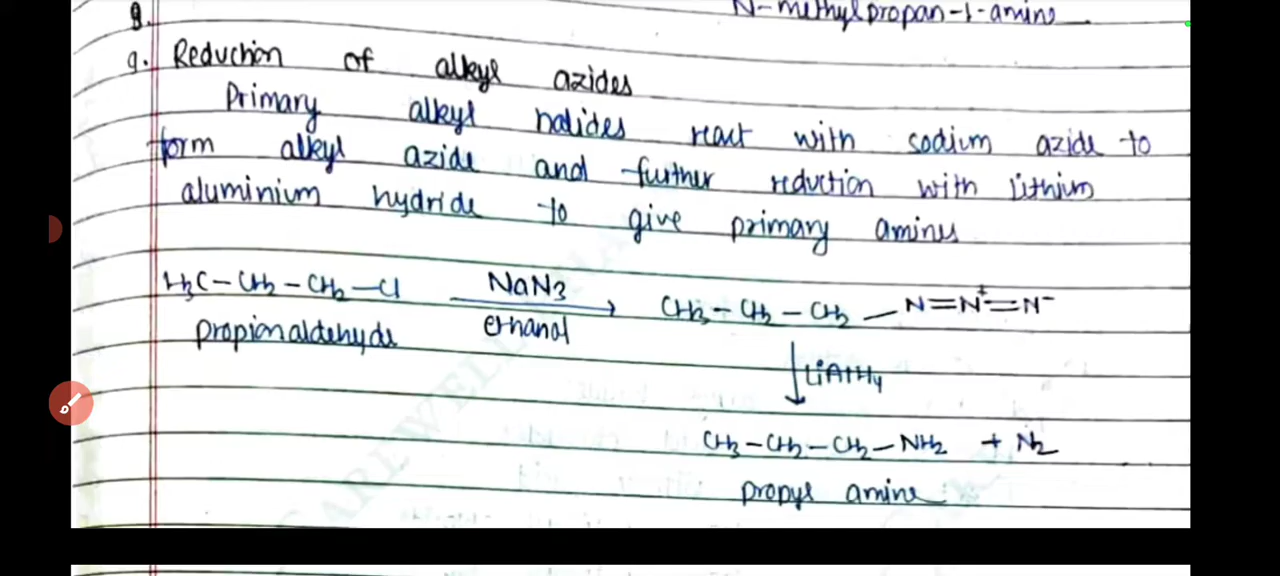 8.
N-methylpropan-1-amine
9. Reduction of alkyl azides
Primary alkyl halides react with sodium azide to
form alkyl azide and further reduction with lithium
aluminium hydride to give primary amines
H3C-CH2-CH2-Cl NaN3 CH3-CH2-CH2-N=N+=N-
propionaldehyde ethanol
LiAlH4
CH3-CH2-CH2-NH2 + N2
propyl amine